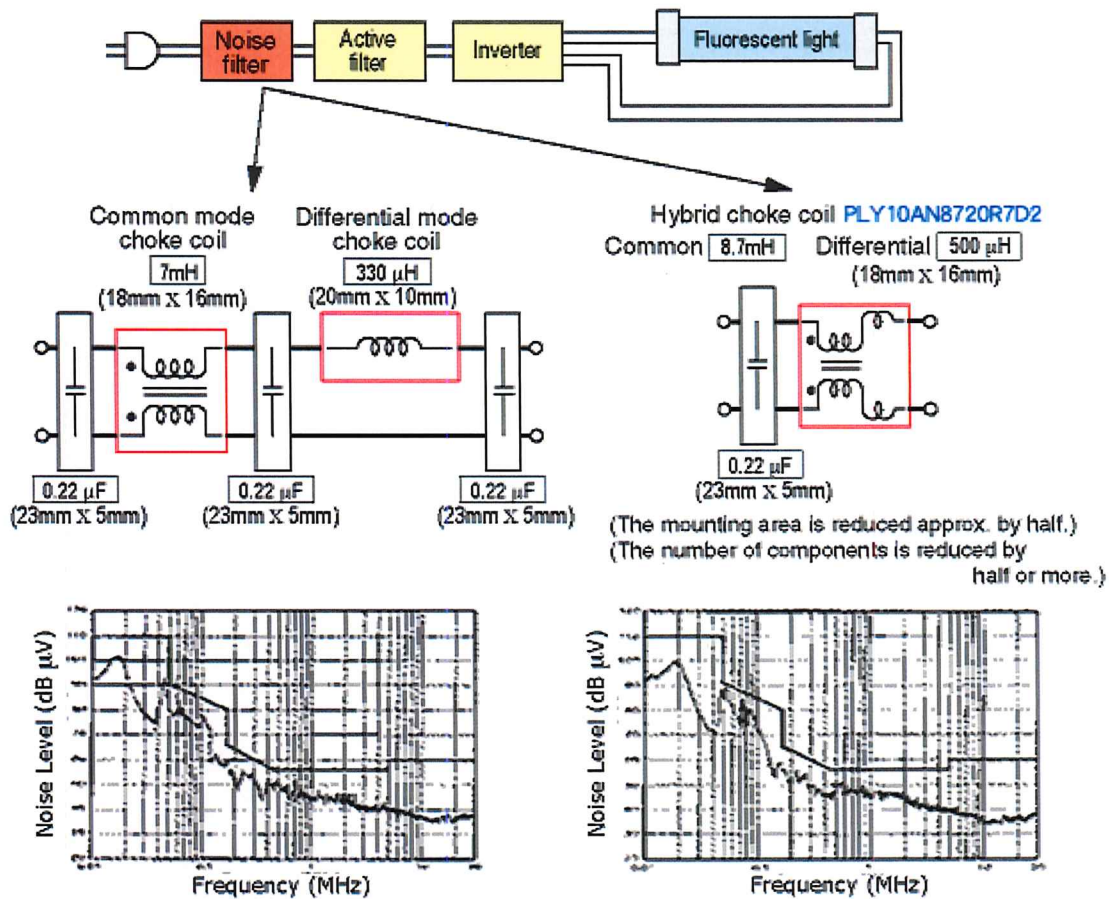 Noise
filter
Active
filter
Inverter
Fluorescent light
Common mode
choke coil
7mH
(18mm X 16mm)
Differential mode
choke coil
330 μH
(20mm X 10mm)
0.22 μF
(23mm X 5mm)
0.22 μF
(23mm X 5mm)
0.22 μF
(23mm X 5mm)
Hybrid choke coil PLY10AN8720R7D2
Common 8.7mH Differential 500 μH
(18mm X 16mm)
0.22 μF
(23mm X 5mm)
(The mounting area is reduced approx. by half.)
(The number of components is reduced by
half or more.)
Noise Level (dB μV)
Frequency (MHz)
Noise Level (dB μV)
Frequency (MHz)